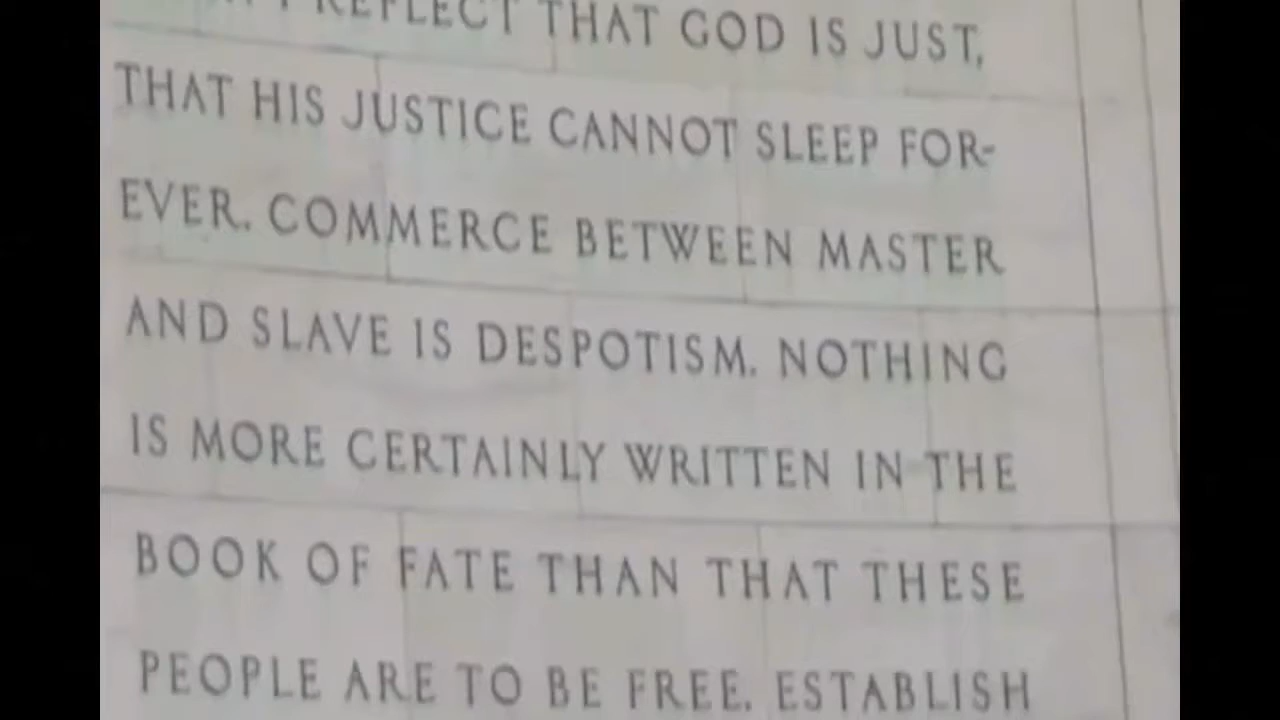 I REFLECT THAT GOD IS JUST,
THAT HIS JUSTICE CANNOT SLEEP FOR-
EVER. COMMERCE BETWEEN MASTER
AND SLAVE IS DESPOTISM. NOTHING
IS MORE CERTAINLY WRITTEN IN THE
BOOK OF FATE THAN THAT THESE
PEOPLE ARE TO BE FREE. ESTABLISH